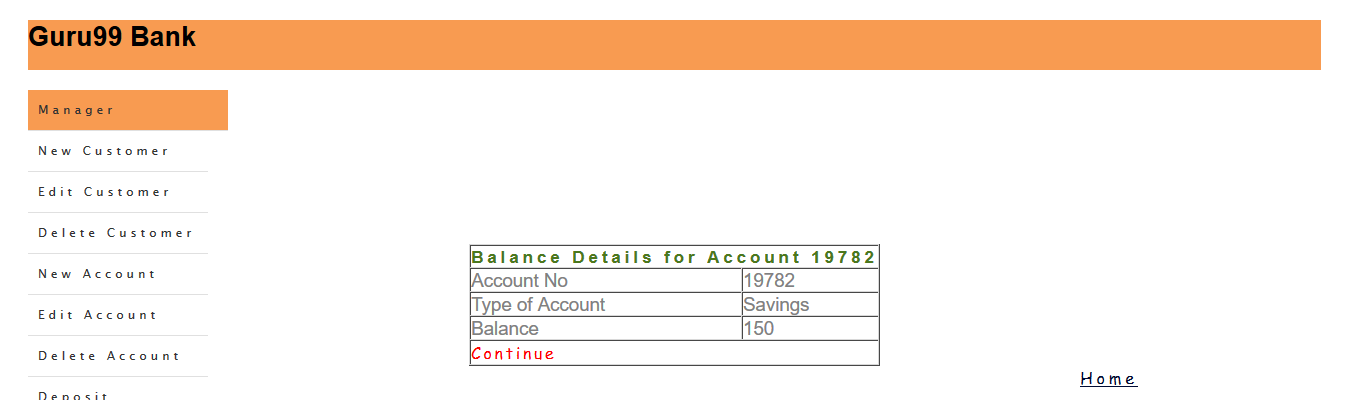 Guru99 Bank
Manager
New Customer
Edit Customer
Delete Customer
New Account
Edit Account
Delete Account
Deposit
Balance Details for Account 19782
Account No 19782
Type of Account Savings
Balance 150
Continue
Home